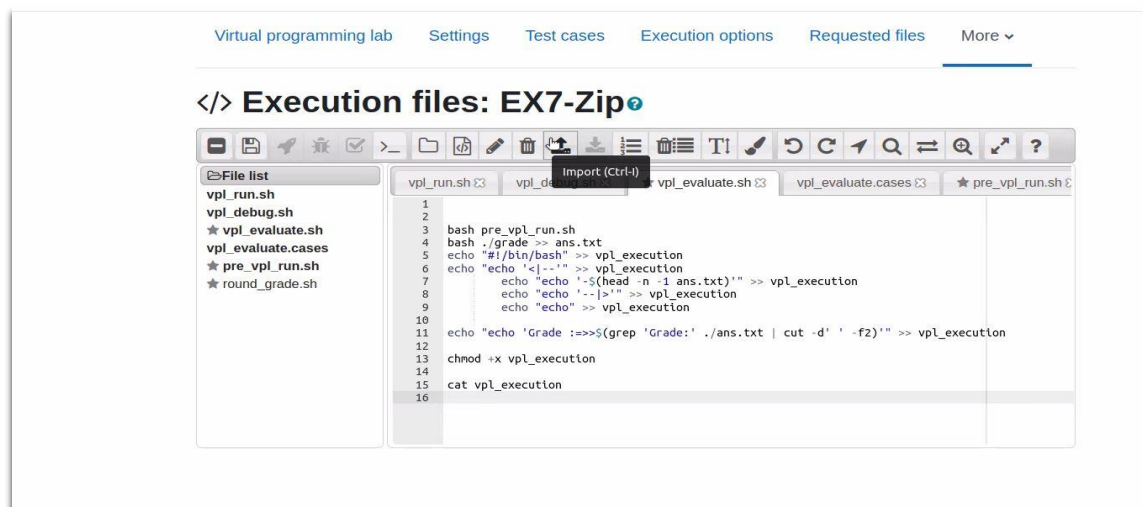 Virtual programming lab Settings Test cases Execution options Requested files More
</> Execution files: EX7-Zip ?
>_ </> T ?
Import (Ctrl-I)
File list
vpl_run.sh
vpl_debug.sh
vpl_evaluate.sh
vpl_evaluate.cases
pre_vpl_run.sh
round_grade.sh
vpl_run.sh vpl_d vpl_evaluate.sh vpl_evaluate.cases pre_vpl_run.sh
1
2
3 bash pre_vpl_run.sh
4 bash ./grade >> ans.txt
5 echo "#!/bin/bash" >> vpl_execution
6 echo "echo '<|--'" >> vpl_execution
7 echo "echo '-$(head -n -1 ans.txt)'" >> vpl_execution
8 echo "echo '--|>'" >> vpl_execution
9 echo "echo" >> vpl_execution
10
11 echo "echo 'Grade :=>>$(grep 'Grade:' ./ans.txt | cut -d' ' -f2)'" >> vpl_execution
12
13 chmod +x vpl_execution
14
15 cat vpl_execution
16